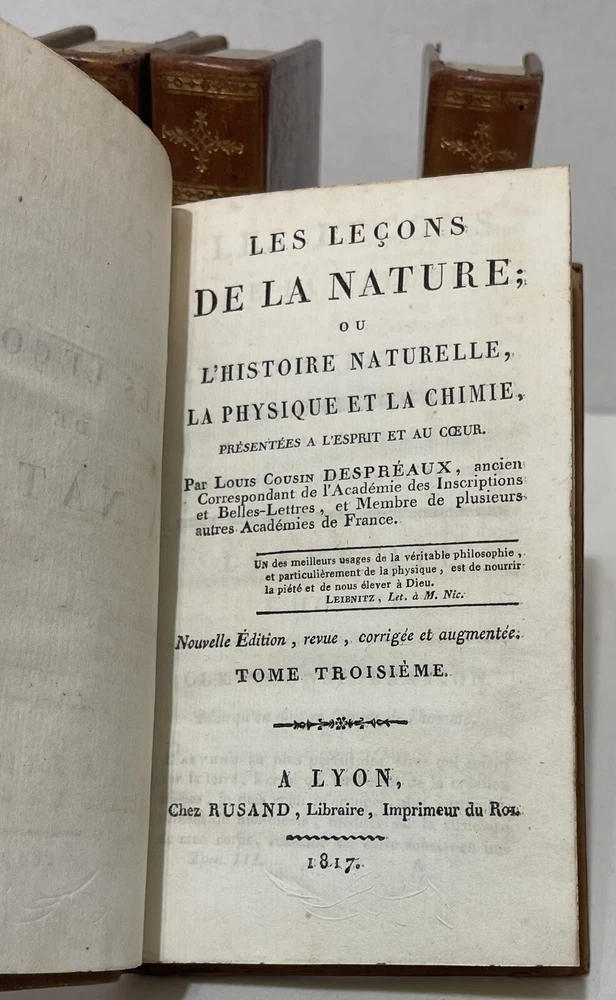 LES LEÇONS
DE LA NATURE;
OU
L'HISTOIRE NATURELLE,
LA PHYSIQUE ET LA CHIMIE,
PRÉSENTÉES A L'ESPRIT ET AU CŒUR.
Par LOUIS COUSIN DESPRÉAUX, ancien
Correspondant de l'Académie des Inscriptions
et Belles-Lettres, et Membre de plusieurs
autres Académies de France.
UN des meilleurs usages de la véritable philosophie,
et particulièrement de la physique, est de nourrir
la piété et de nous élever à Dieu.
LEIBNITZ, Let. à M. Nic.
Nouvelle Édition, revue, corrigée et augmentée.
TOME TROISIÈME.
A LYON,
Chez RUSAND, Libraire, Imprimeur du Roi.
1817.